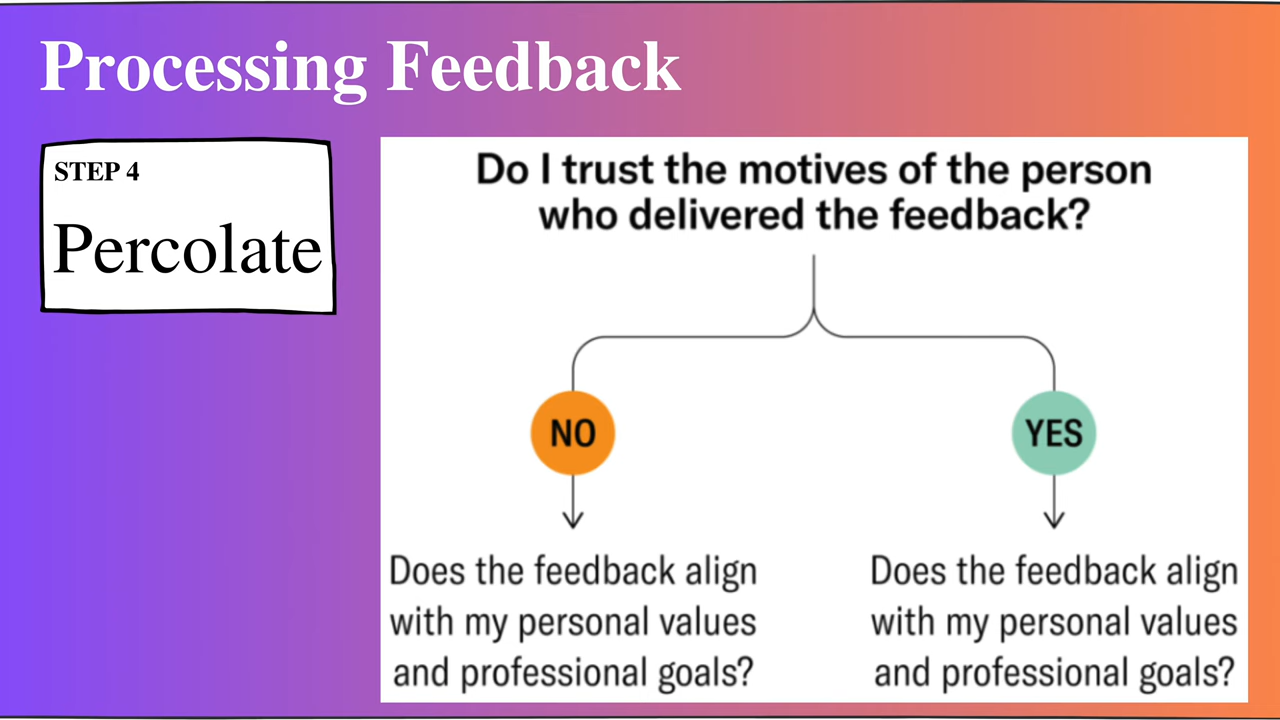 Processing Feedback
STEP 4
Percolate
Do I trust the motives of the person
who delivered the feedback?
NO
YES
Does the feedback align
with my personal values
and professional goals?
Does the feedback align
with my personal values
and professional goals?